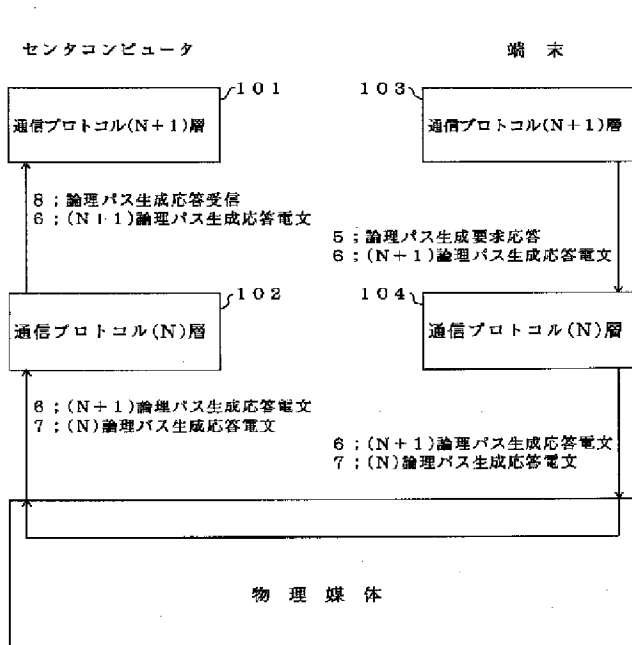 センタコンピュータ
端 末
101
103
通信プロトコル(N+1)層
通信プロトコル(N+1)層
8;論理パス生成応答受信
6;(N+1)論理パス生成応答電文
5;論理パス生成要求応答
6;(N+1)論理パス生成応答電文
102
104
通信プロトコル(N)層
通信プロトコル(N)層
6;(N+1)論理パス生成応答電文
7;(N)論理パス生成応答電文
6;(N+1)論理パス生成応答電文
7;(N)論理パス生成応答電文
物 理 媒 体